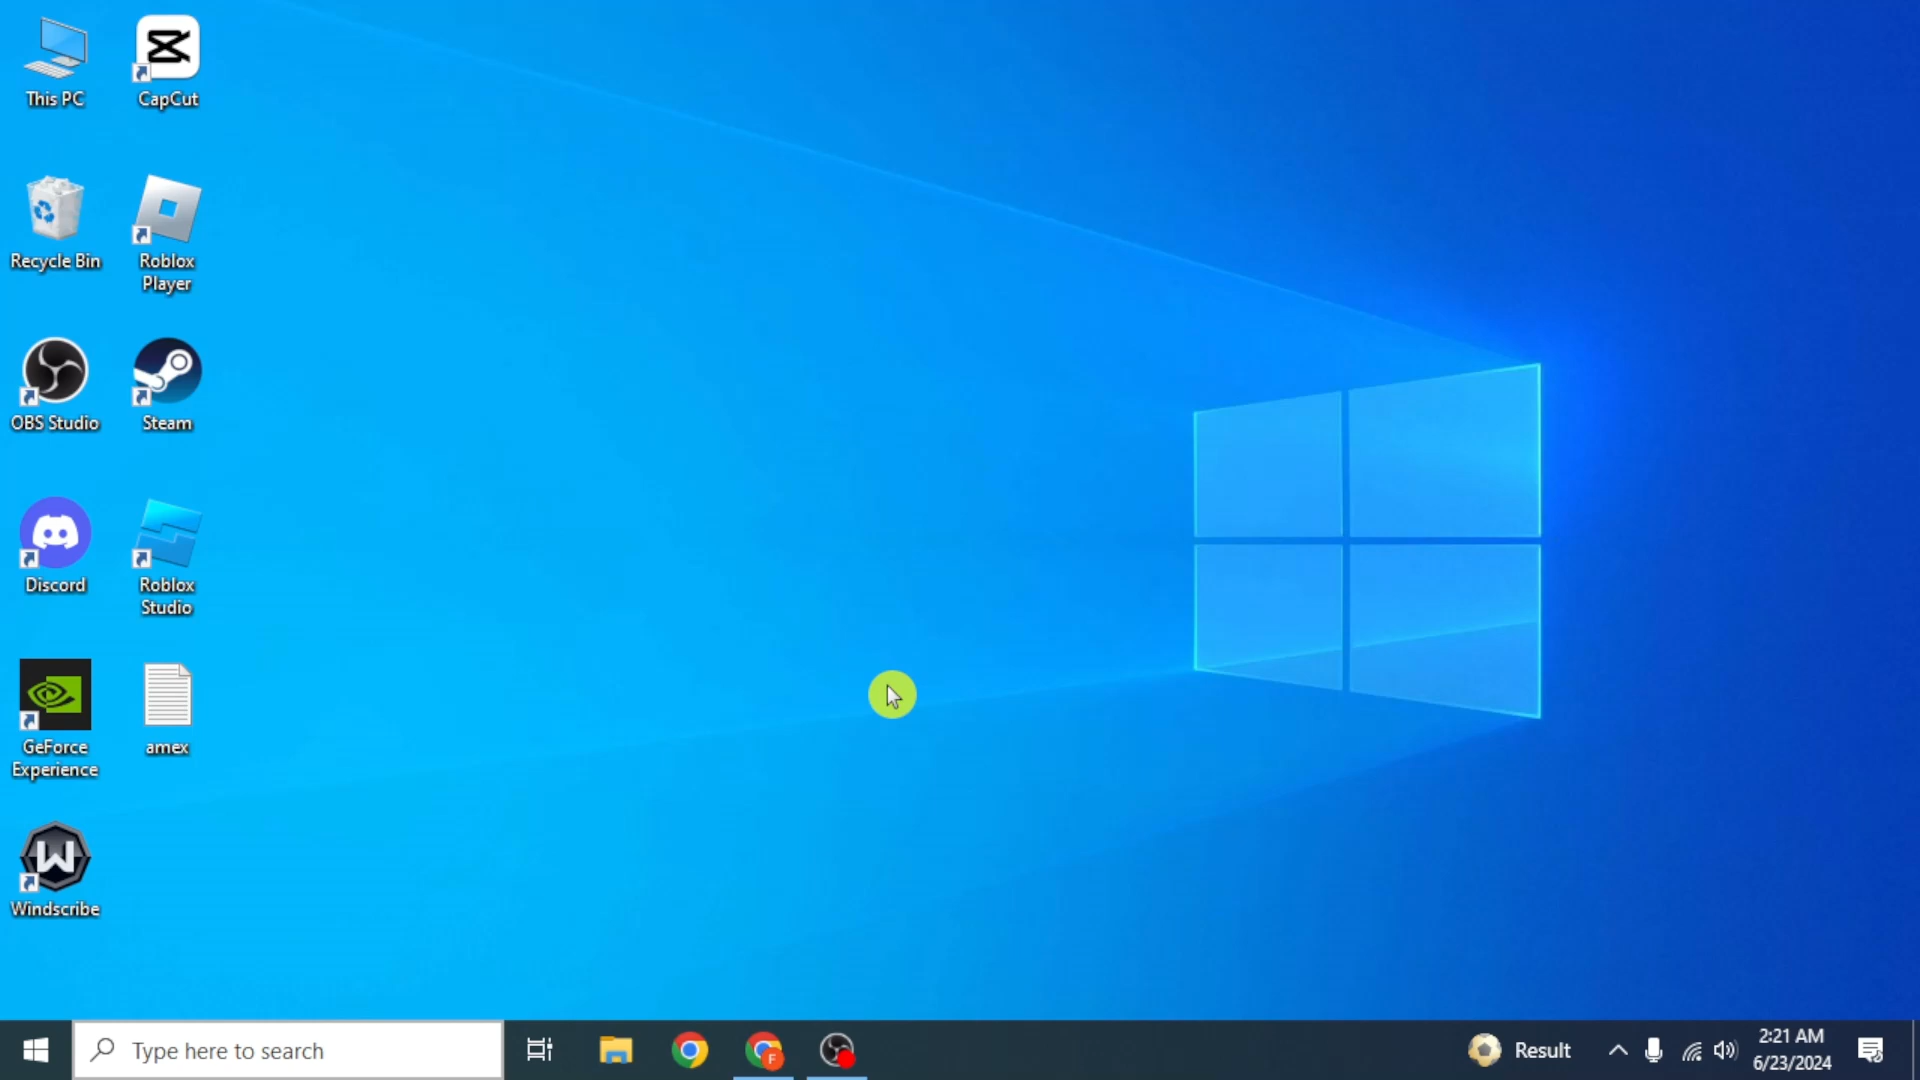 This PC
CapCut
Recycle Bin
Roblox
Player
OBS Studio
Steam
Discord
Roblox
Studio
GeForce
Experience
amex
W
Windscribe
Type here to search
F
Result
2:21 AM
6/23/2024